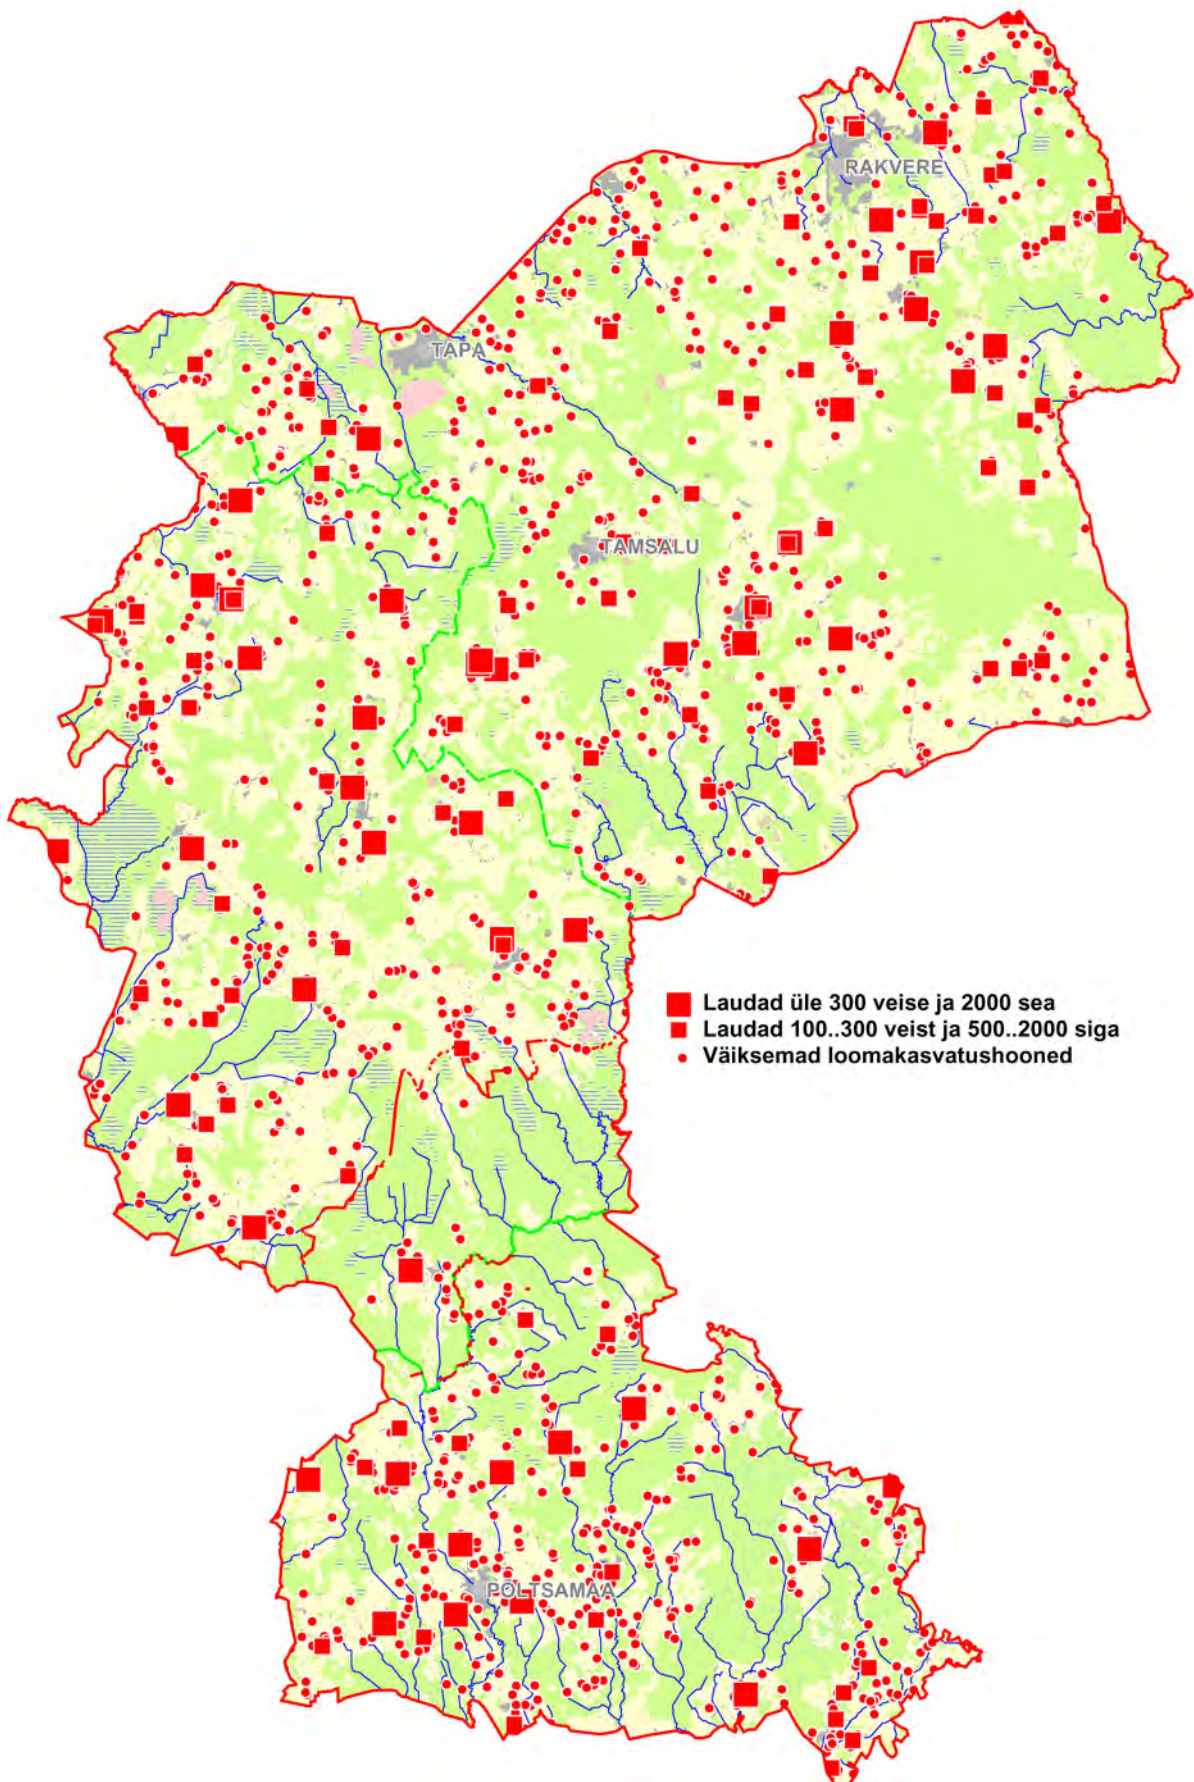 RAKVERE
TAPA
TAMSALU
Laudad üle 300 veise ja 2000 sea
Laudad 100..300 veist ja 500..2000 siga
Väiksemad loomakasvatushooned
PÕLTSAMAA